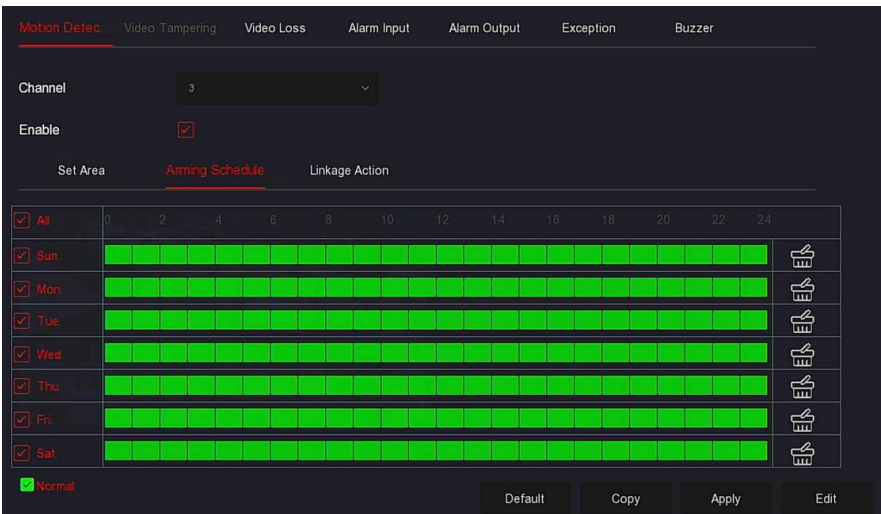 Motion Detec... Video Tampering Video Loss Alarm Input Alarm Output Exception Buzzer
Channel 3
Enable
Set Area Arming Schedule Linkage Action
All 0 2 4 6 8 10 12 14 16 18 20 22 24
Sun.
Mon.
Tue.
Wed.
Thu.
Fri.
Sat.
Normal
Default Copy Apply Edit